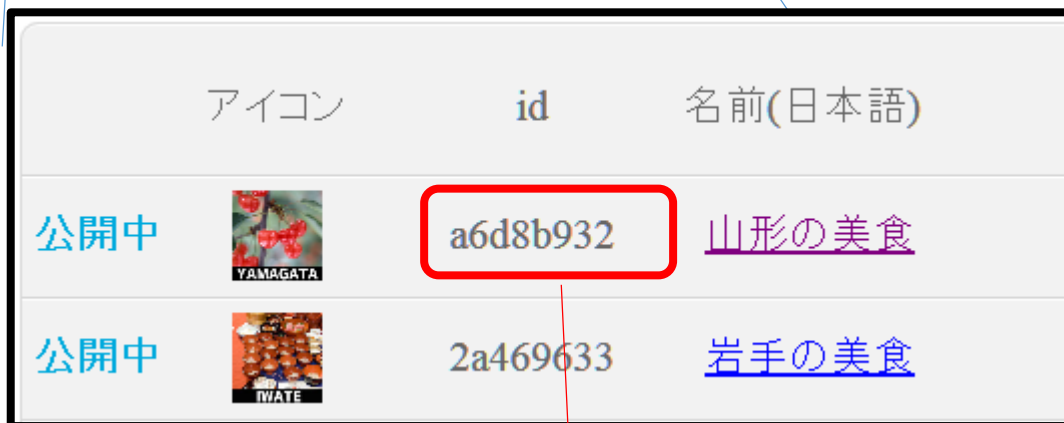 アイコン id 名前(日本語)
公開中 YAMAGATA a6d8b932 山形の美食
公開中 IWATE 2a469633 岩手の美食